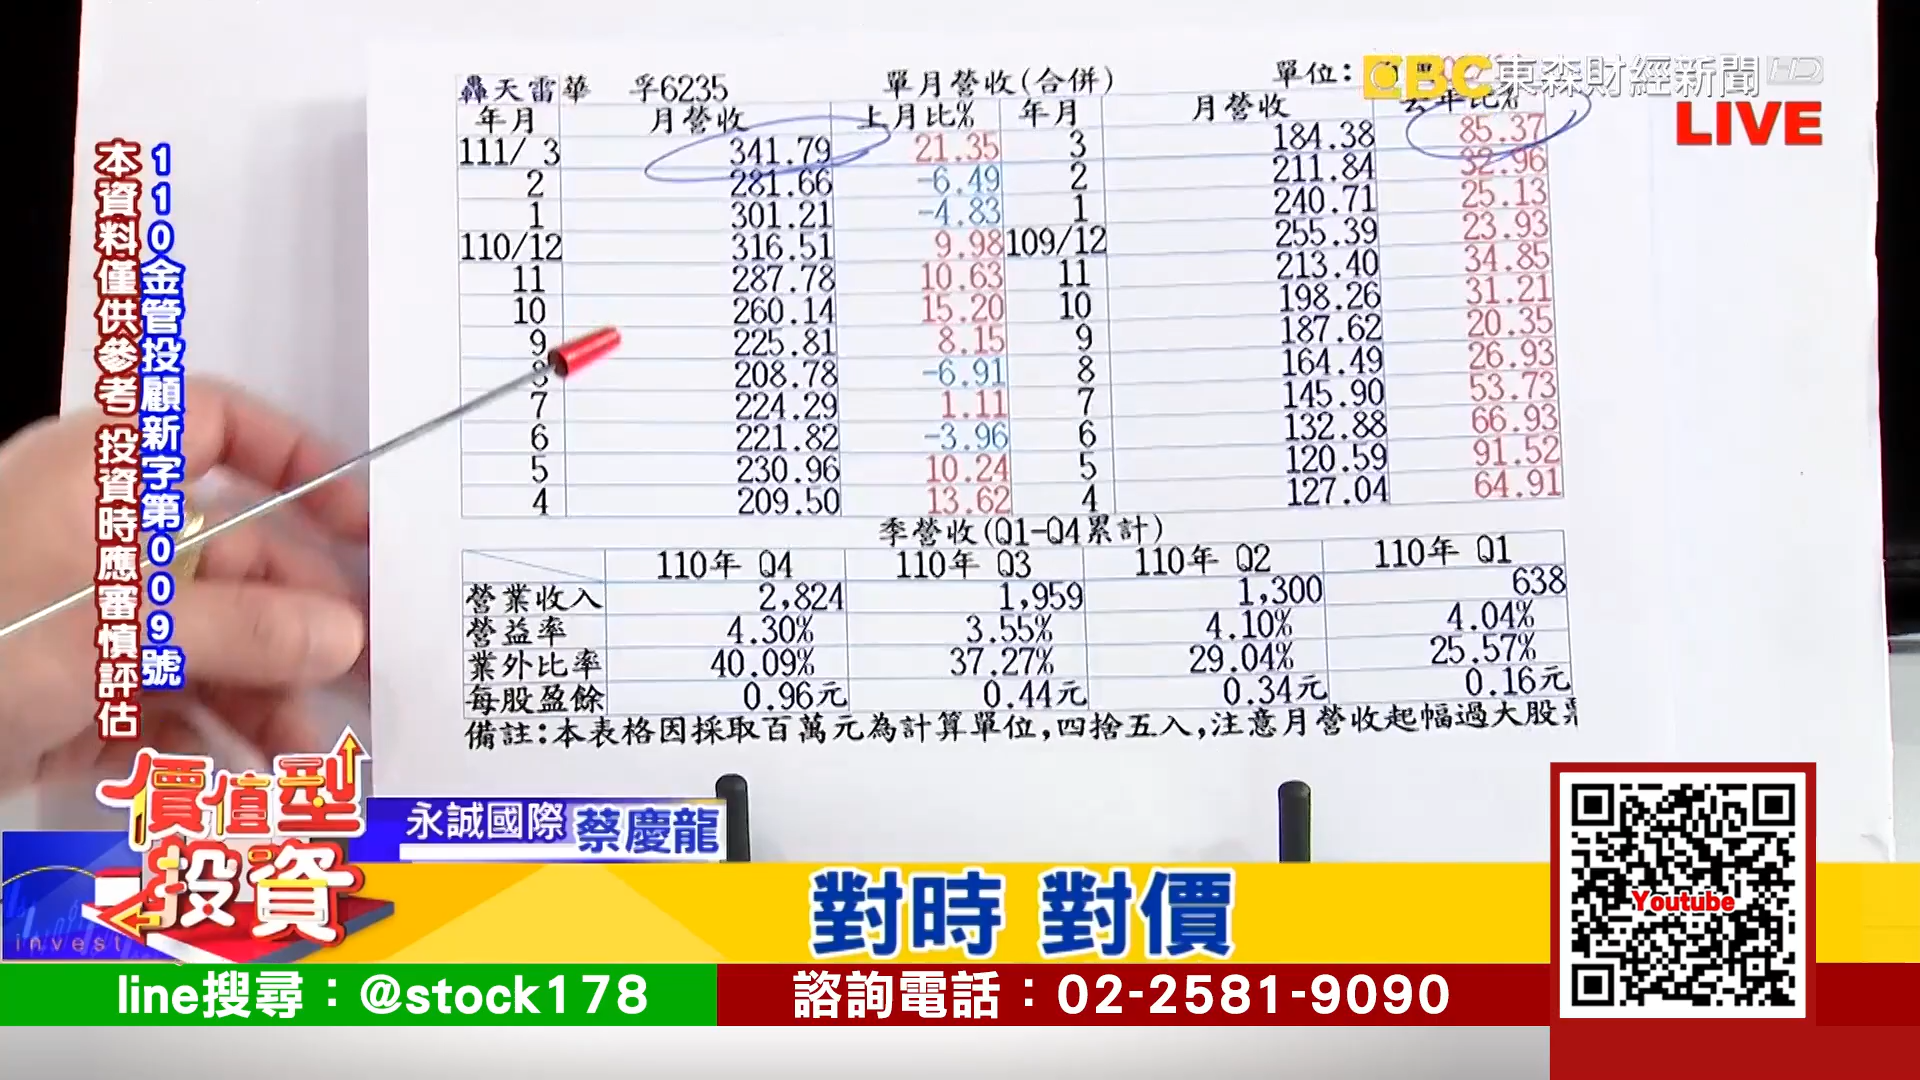 EBC東森財經新聞HD
LIVE
110金管投顧新字第009號
本資料僅供參考 投資時應審慎評估
轟天雷華 孚6235 單月營收(合併) 單位:
年月 月營收 上月比% 年月 月營收 去年比%
111/ 3 341.79 21.35 3 184.38 85.37
2 281.66 -6.49 2 211.84 32.96
1 301.21 -4.83 1 240.71 25.13
110/12 316.51 9.98 109/12 255.39 23.93
11 287.78 10.63 11 213.40 34.85
10 260.14 15.20 10 198.26 31.21
9 225.81 8.15 9 187.62 20.35
8 208.78 -6.91 8 164.49 26.93
7 224.29 1.11 7 145.90 53.73
6 221.82 -3.96 6 132.88 66.93
5 230.96 10.24 5 120.59 91.52
4 209.50 13.62 4 127.04 64.91
季營收(Q1-Q4累計)
110年 Q4 110年 Q3 110年 Q2 110年 Q1
營業收入 2,824 1,959 1,300 638
營益率 4.30% 3.55% 4.10% 4.04%
業外比率 40.09% 37.27% 29.04% 25.57%
每股盈餘 0.96元 0.44元 0.34元 0.16元
備註:本表格因採取百萬元為計算單位,四捨五入,注意月營收起幅過大股
價值型投資
invest
永誠國際 蔡慶龍
對時 對價
Youtube
line搜尋：@stock178
諮詢電話：02-2581-9090